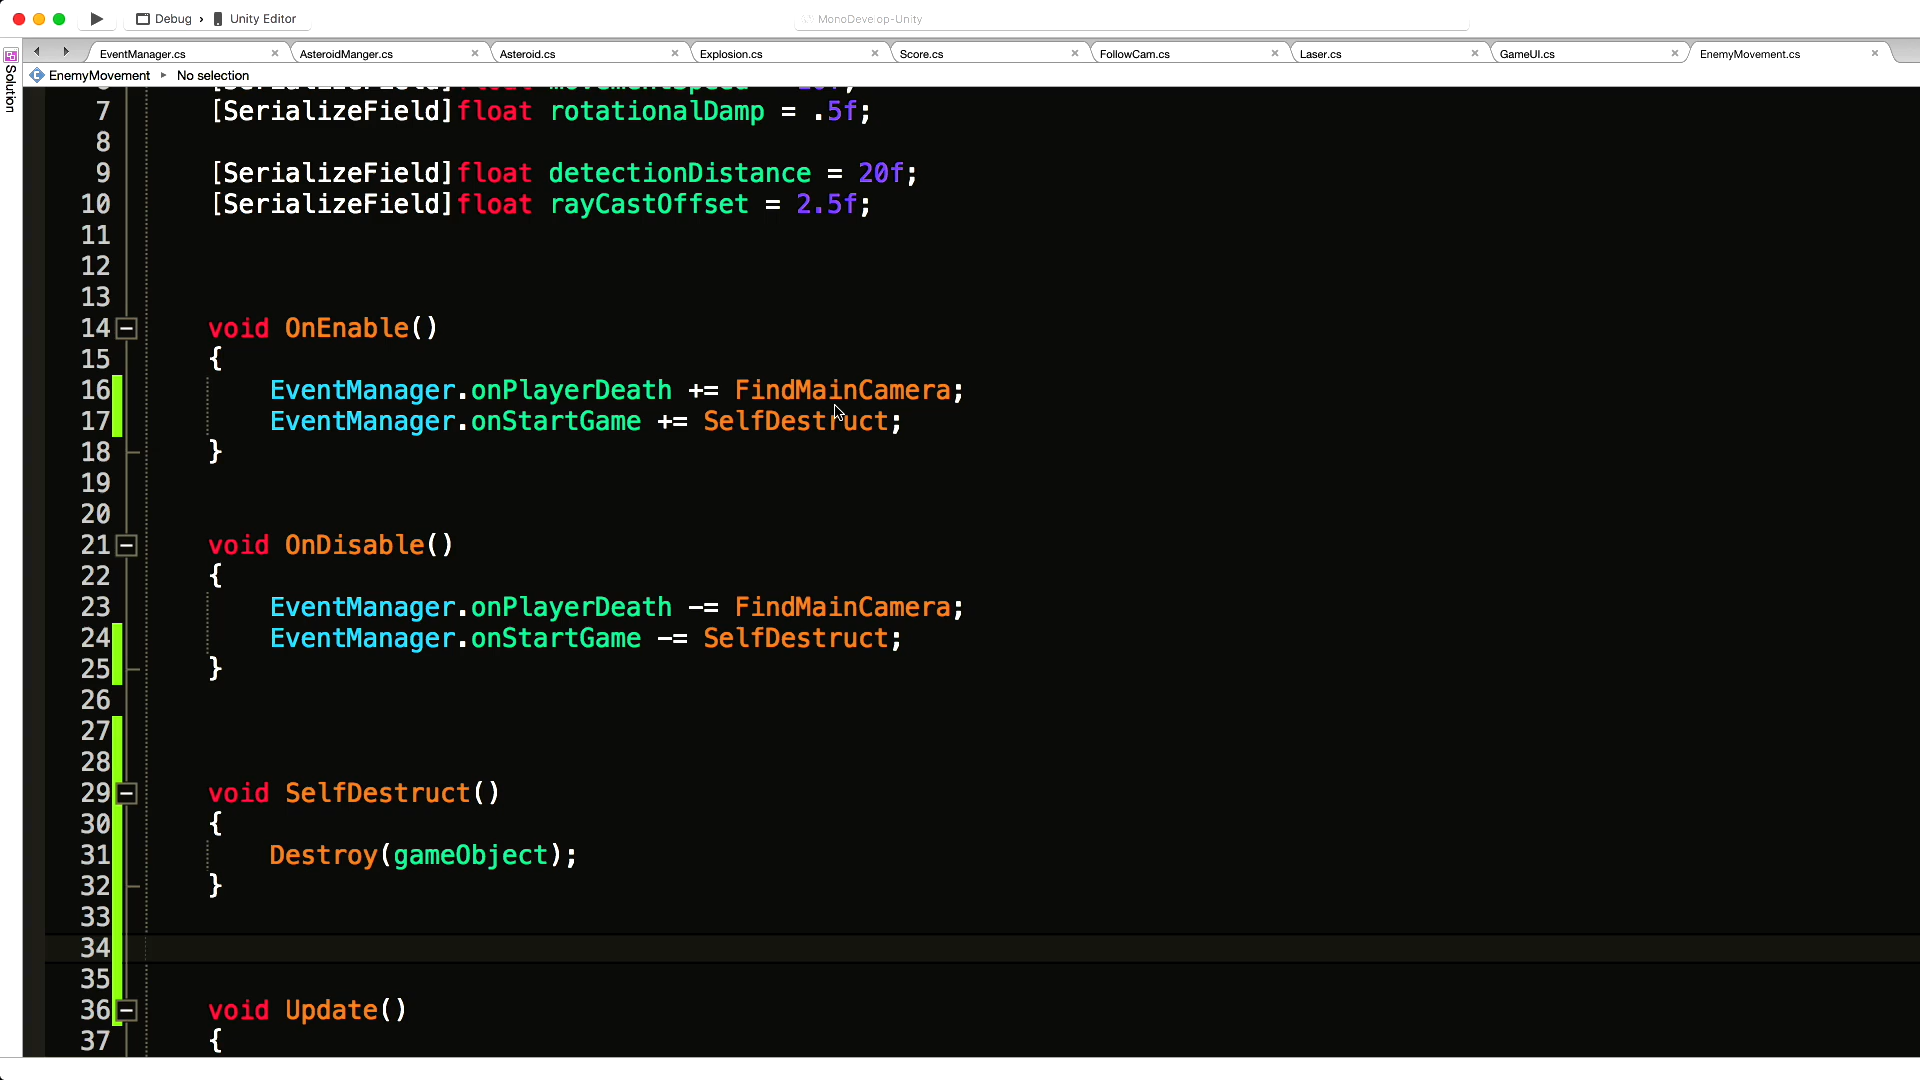 Debug › Unity Editor
MonoDevelop-Unity
EventManager.cs AsteroidManger.cs Asteroid.cs Explosion.cs Score.cs FollowCam.cs Laser.cs GameUI.cs EnemyMovement.cs
Solution
EnemyMovement ▸ No selection
7 [SerializeField]float rotationalDamp = .5f;
8
9 [SerializeField]float detectionDistance = 20f;
10 [SerializeField]float rayCastOffset = 2.5f;
11
12
13
14 void OnEnable()
15 {
16 EventManager.onPlayerDeath += FindMainCamera;
17 EventManager.onStartGame += SelfDestruct;
18 }
19
20
21 void OnDisable()
22 {
23 EventManager.onPlayerDeath -= FindMainCamera;
24 EventManager.onStartGame -= SelfDestruct;
25 }
26
27
28
29 void SelfDestruct()
30 {
31 Destroy(gameObject);
32 }
33
34
35
36 void Update()
37 {